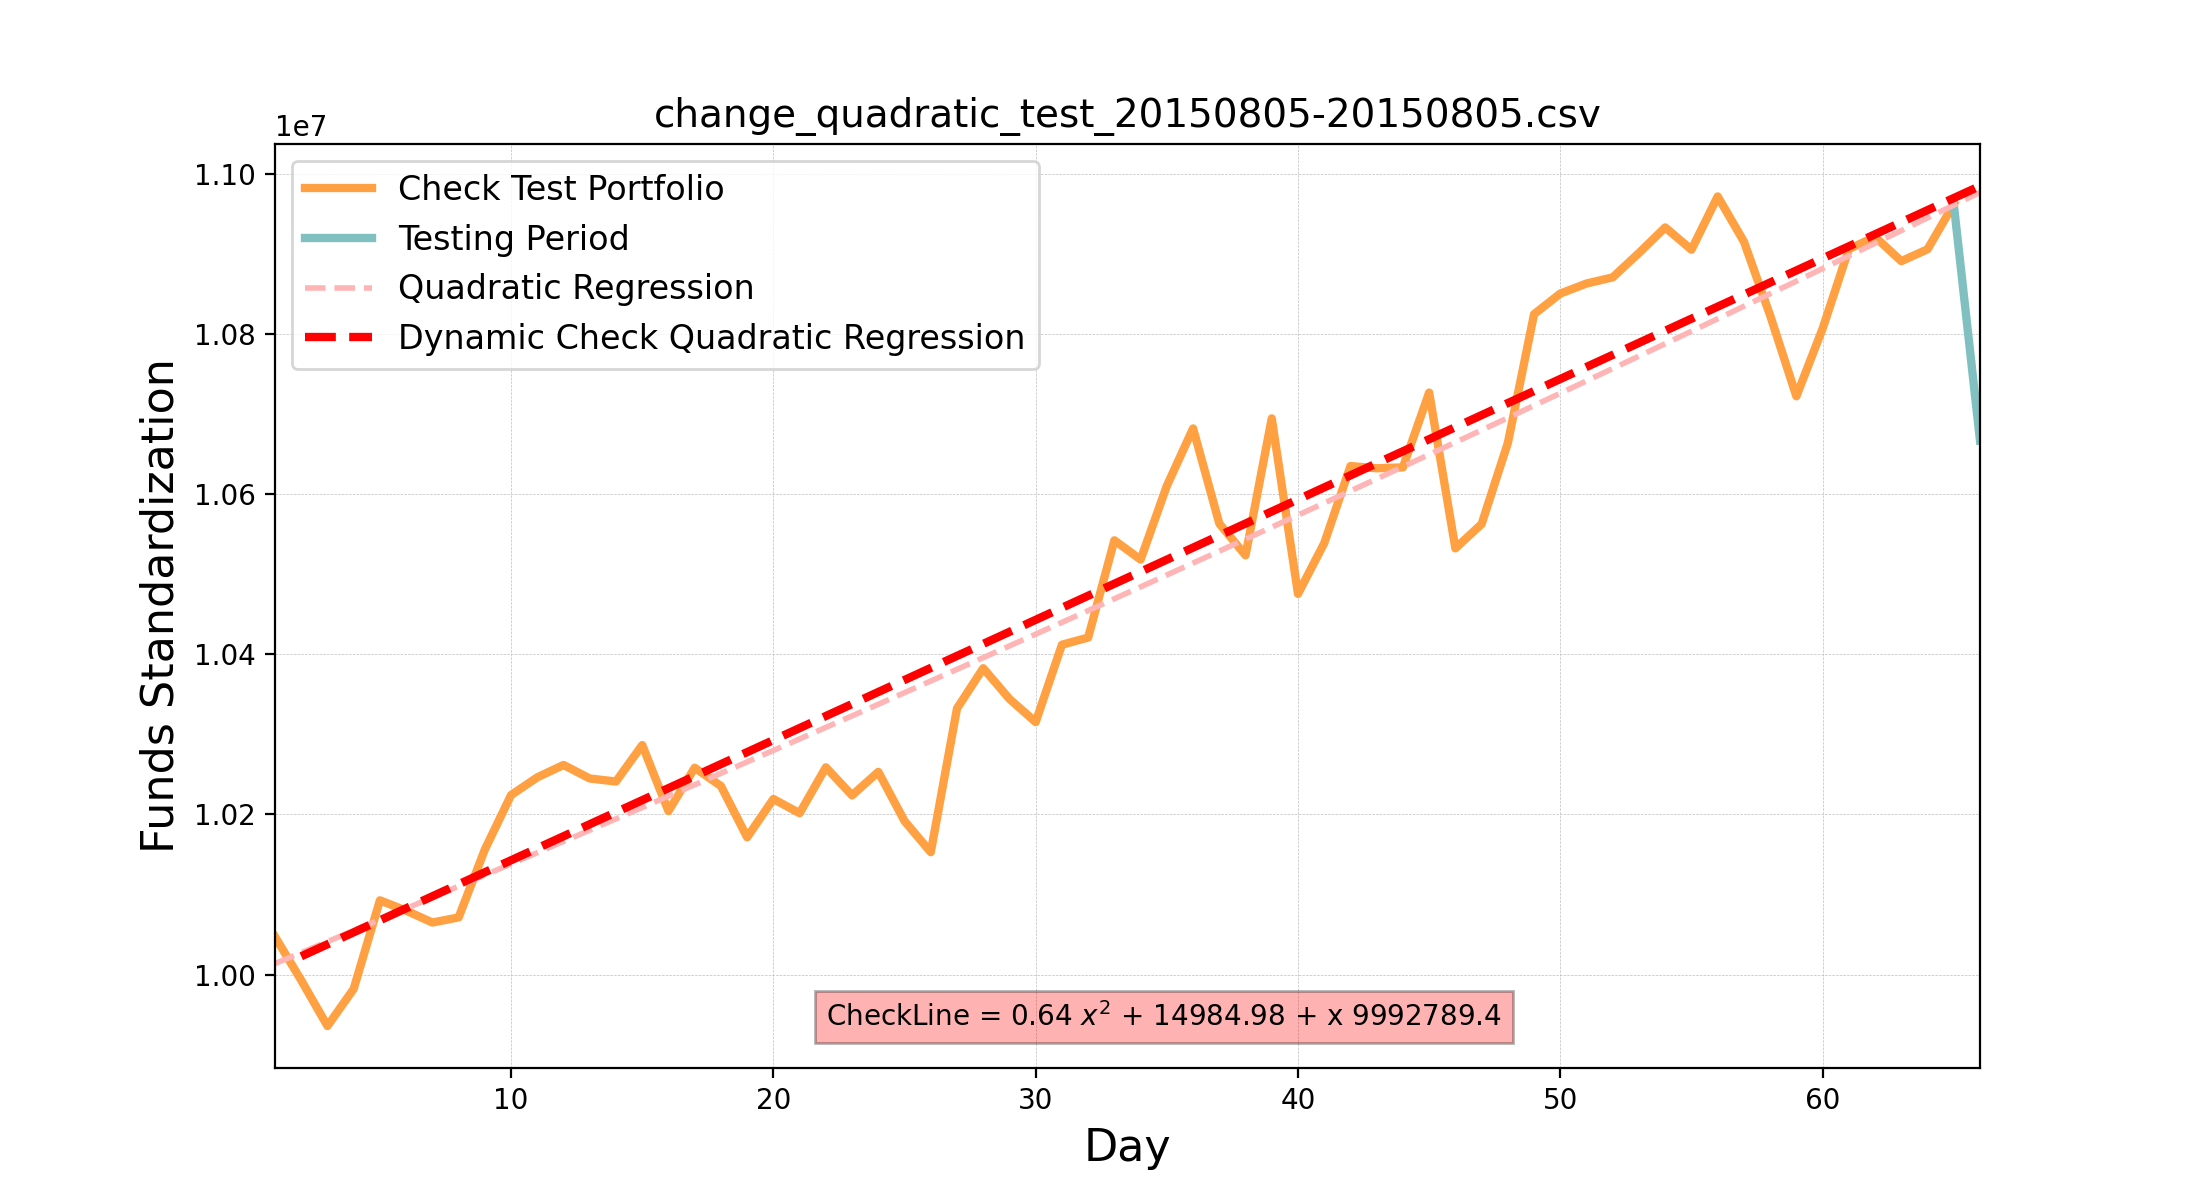 change_quadratic_test_20150805-20150805.csv
1e7
Check Test Portfolio
Testing Period
Quadratic Regression
Dynamic Check Quadratic Regression
1.10
1.08
1.06
1.04
1.02
1.00
Funds Standardization
CheckLine = 0.64 x² + 14984.98 + x 9992789.4
10 20 30 40 50 60
Day